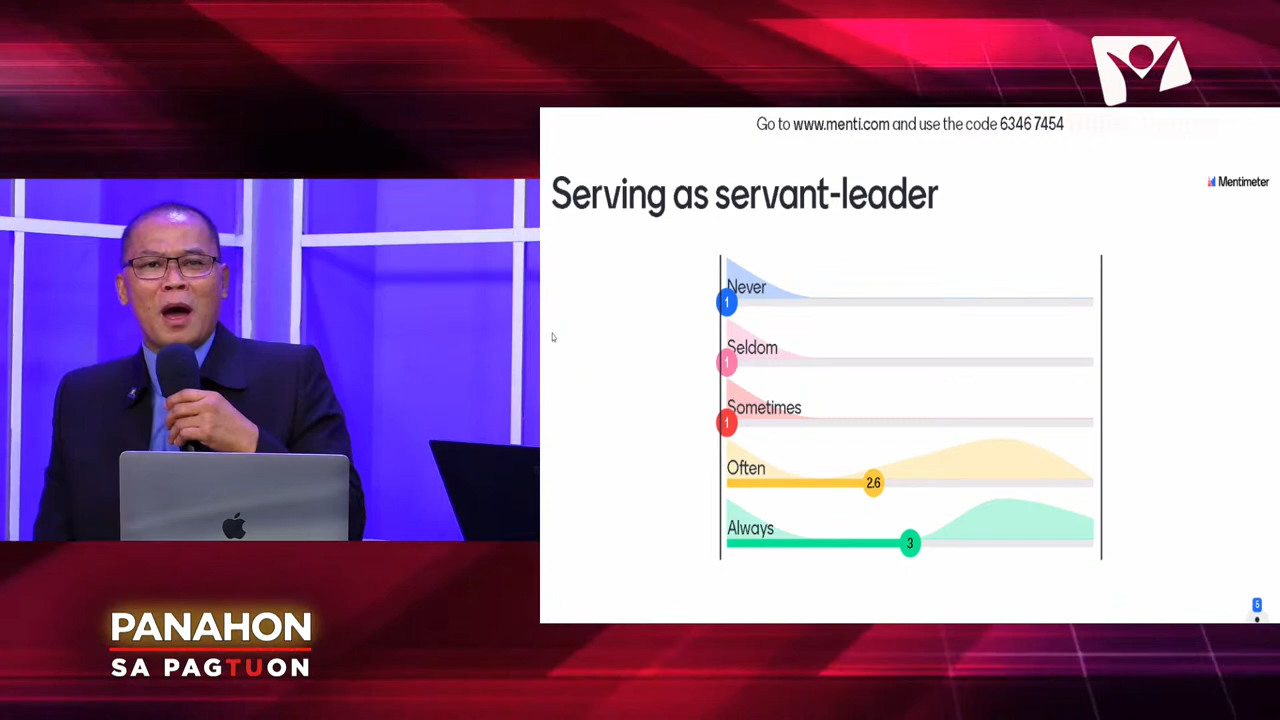 Go to www.menti.com and use the code 6346 7454
Serving as servant-leader
Mentimeter
Never
1
Seldom
1
Sometimes
1
Often
2.6
Always
3
5
PANAHON
SA PAGTUON